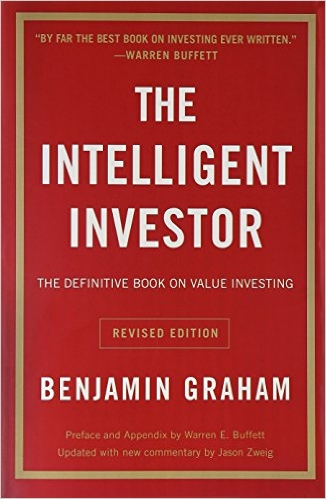 "BY FAR THE BEST BOOK ON INVESTING EVER WRITTEN."
—WARREN BUFFETT
THE
INTELLIGENT
INVESTOR
THE DEFINITIVE BOOK ON VALUE INVESTING
REVISED EDITION
BENJAMIN GRAHAM
Preface and Appendix by Warren E. Buffett
Updated with new commentary by Jason Zweig